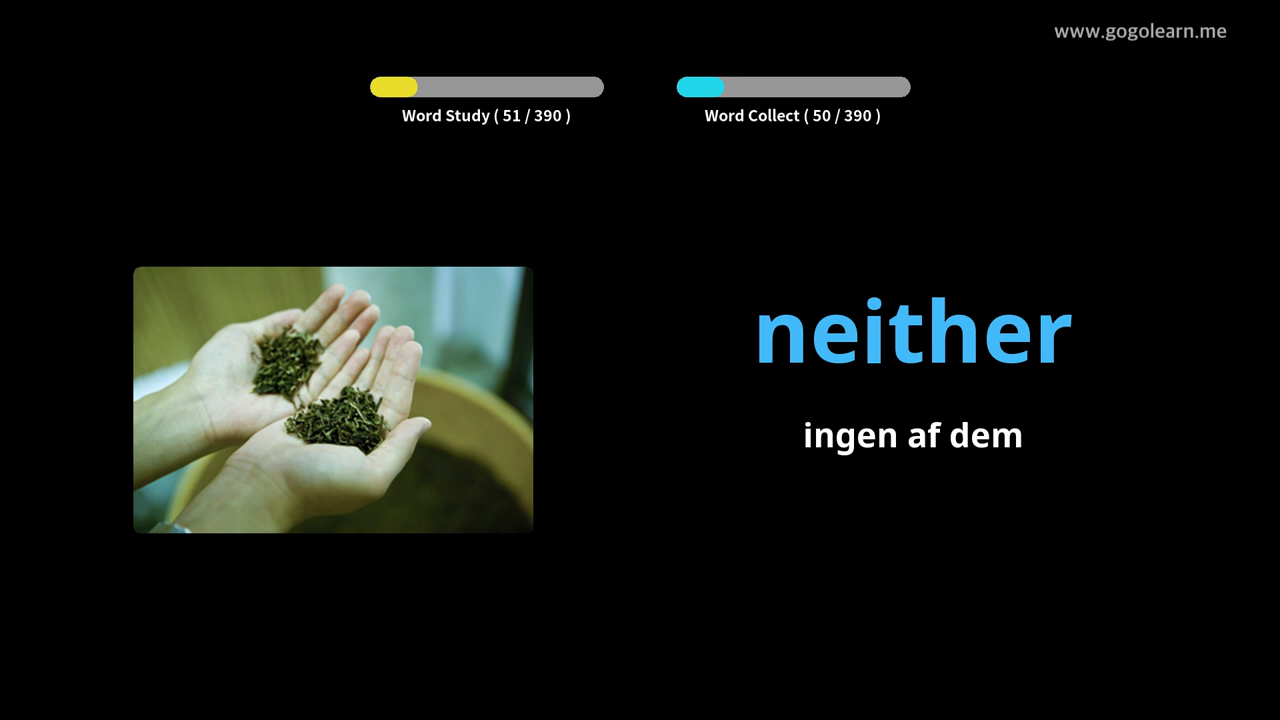 www.gogolearn.me
Word Study ( 51 / 390 )
Word Collect ( 50 / 390 )
neither
ingen af dem